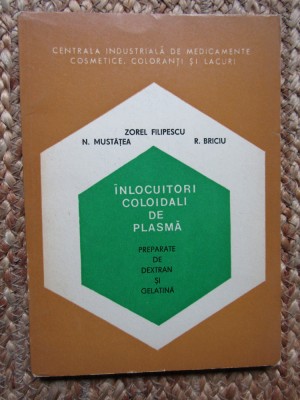 CENTRALA INDUSTRIALĂ DE MEDICAMENTE
COSMETICE, COLORANȚI ȘI LACURI
ZOREL FILIPESCU
N. MUSTĂȚEA R. BRICIU
ÎNLOCUITORI
COLOIDALI
DE
PLASMĂ
PREPARATE
DE
DEXTRAN
ȘI
GELATINĂ